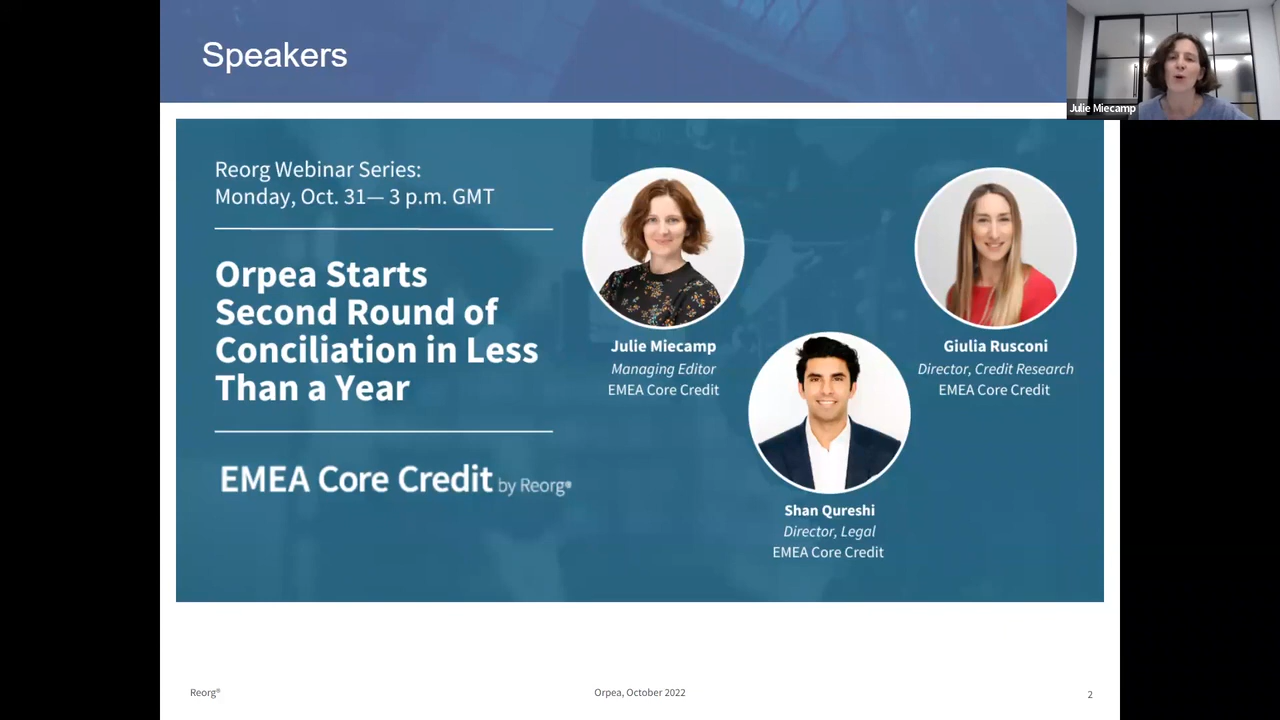 Speakers
Julie Miecamp
Reorg Webinar Series:
Monday, Oct. 31— 3 p.m. GMT
Orpea Starts
Second Round of
Conciliation in Less
Than a Year
EMEA Core Credit by Reorg®
Julie Miecamp
Managing Editor
EMEA Core Credit
Giulia Rusconi
Director, Credit Research
EMEA Core Credit
Shan Qureshi
Director, Legal
EMEA Core Credit
Reorg®
Orpea, October 2022
2